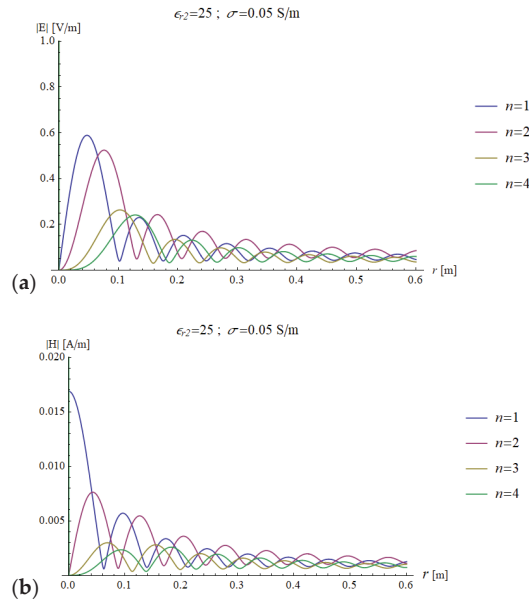 ϵr2=25 ; σ=0.05 S/m
|E| [V/m]
1.0
0.8
0.6
0.4
0.2
0.0 0.1 0.2 0.3 0.4 0.5 0.6
r [m]
n=1
n=2
n=3
n=4
(a)
ϵr2=25 ; σ=0.05 S/m
|H| [A/m]
0.020
0.015
0.010
0.005
0.0 0.1 0.2 0.3 0.4 0.5 0.6
r [m]
n=1
n=2
n=3
n=4
(b)